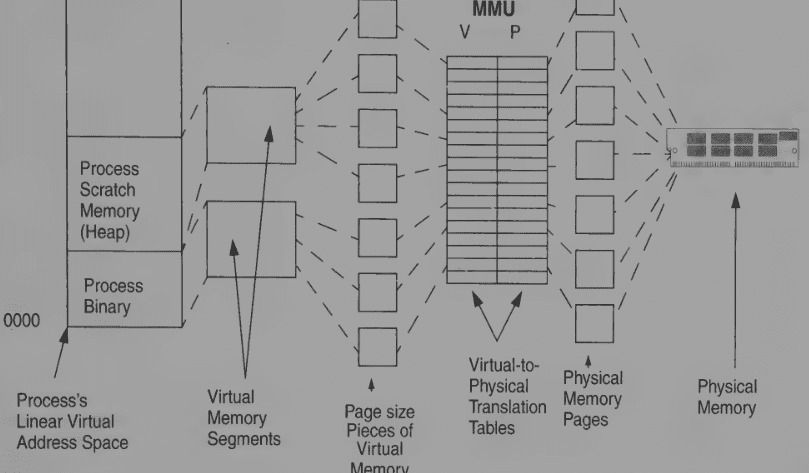 MMU
V P
Process
Scratch
Memory
(Heap)
Process
Binary
0000
Process's
Linear Virtual
Address Space
Virtual
Memory
Segments
Page size
Pieces of
Virtual
Memory
Virtual-to-
Physical
Translation
Tables
Physical
Memory
Pages
Physical
Memory